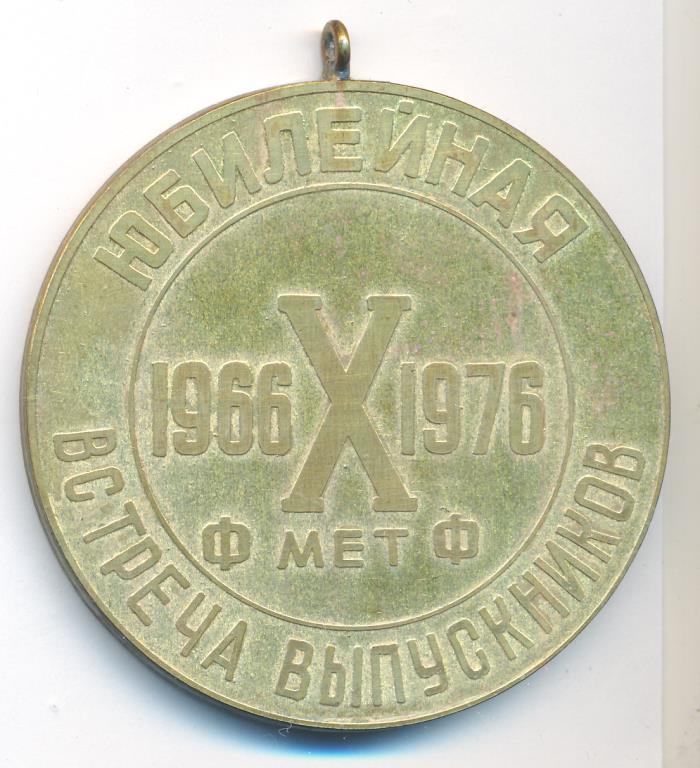 ЮБИЛЕЙНАЯ
1966 X 1976
Ф МЕТ Ф
ВСТРЕЧА ВЫПУСКНИКОВ